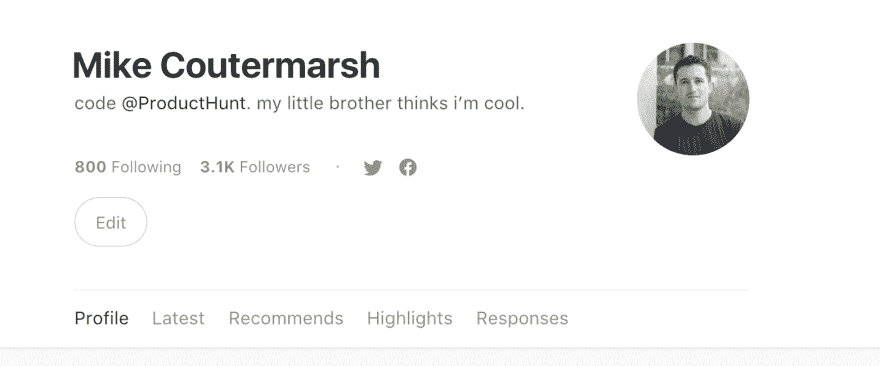 Mike Coutermarsh
code @ProductHunt. my little brother thinks i’m cool.
800 Following 3.1K Followers ·
Edit
Profile Latest Recommends Highlights Responses